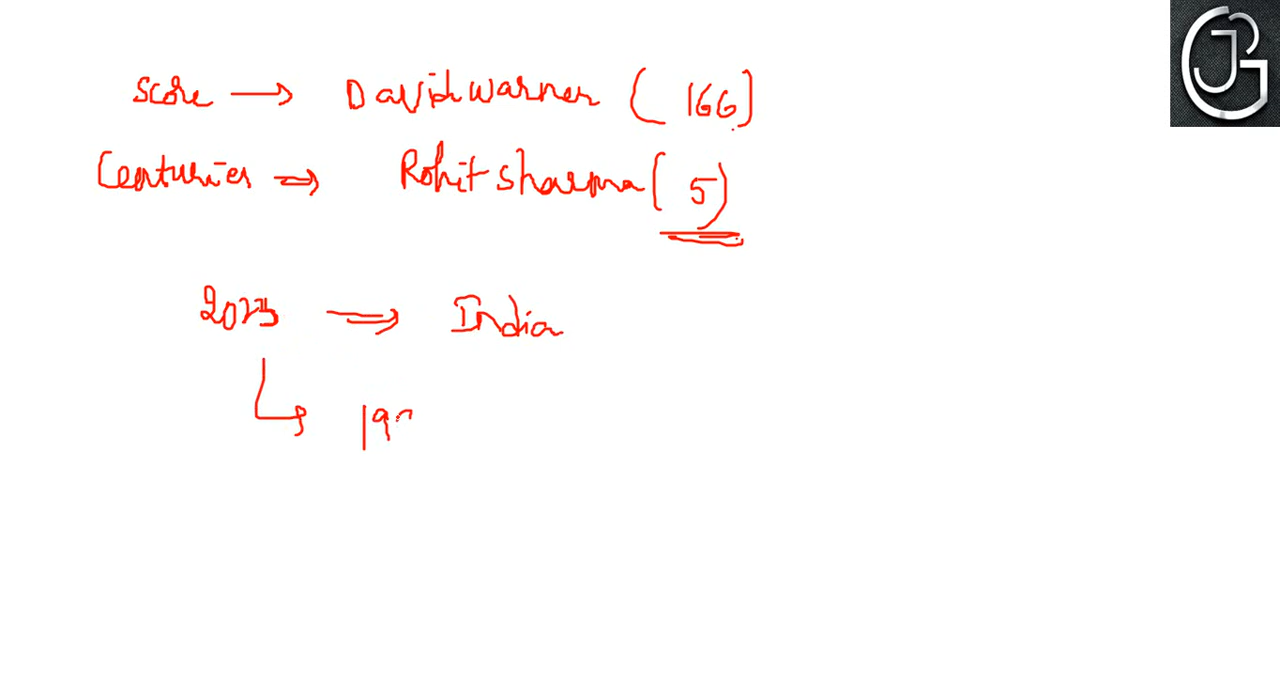 Score → David Warner (166)
Centuries ⇒ Rohit Sharma (5)
2023 ⇒ India
19